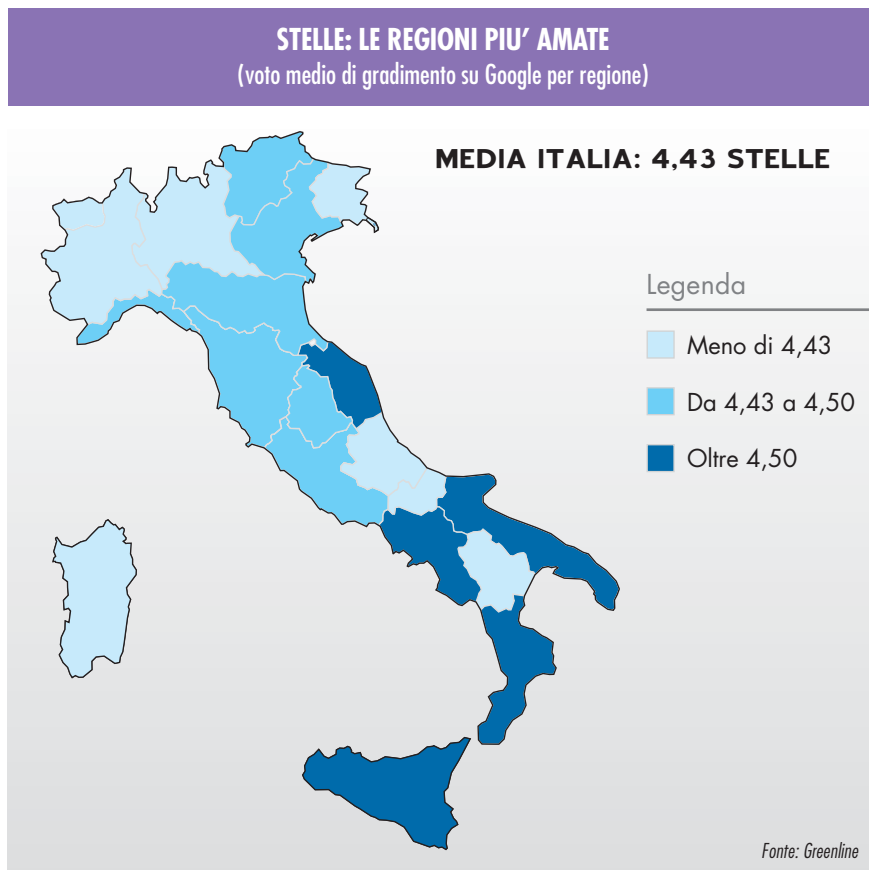 STELLE: LE REGIONI PIU' AMATE
(voto medio di gradimento su Google per regione)
MEDIA ITALIA: 4,43 STELLE
Legenda
Meno di 4,43
Da 4,43 a 4,50
Oltre 4,50
Fonte: Greenline